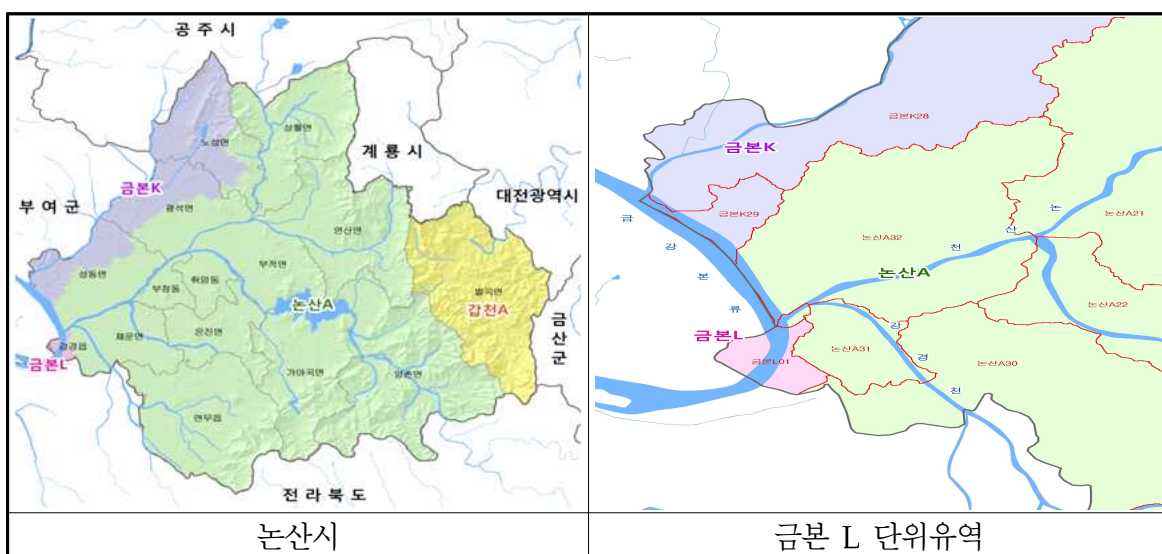 공 주 시
노성면
상월면
계 룡 시
대전광역시
금본K
부 여 군
광석면
연산면
벌곡면
갑천A
성동면
부적면
부창동
취암동
논산A
금 산 군
강경읍
채운면
은진면
금본L
가야곡면
양촌면
연무읍
전 라 북 도
논산시
금본K28
금본K
금본K29
금 강 본 류
논산A32
논 산 천
논산A21
논산A
논산A22
금본L
금본L01
논산A31
강 경 천
논산A30
금본 L 단위유역